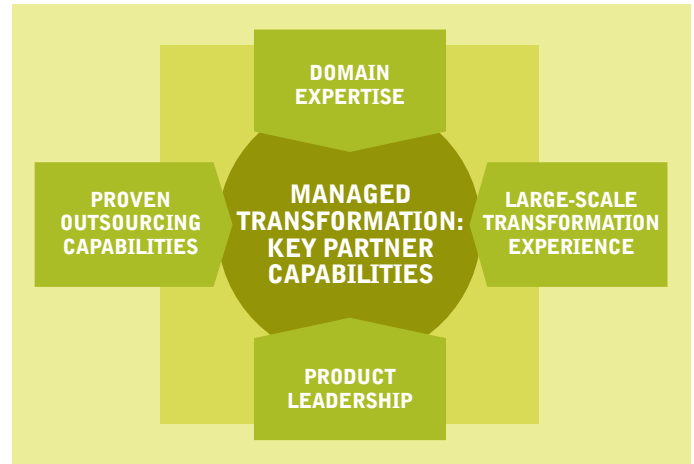 DOMAIN
EXPERTISE
PROVEN
OUTSOURCING
CAPABILITIES
MANAGED
TRANSFORMATION:
KEY PARTNER
CAPABILITIES
LARGE-SCALE
TRANSFORMATION
EXPERIENCE
PRODUCT
LEADERSHIP